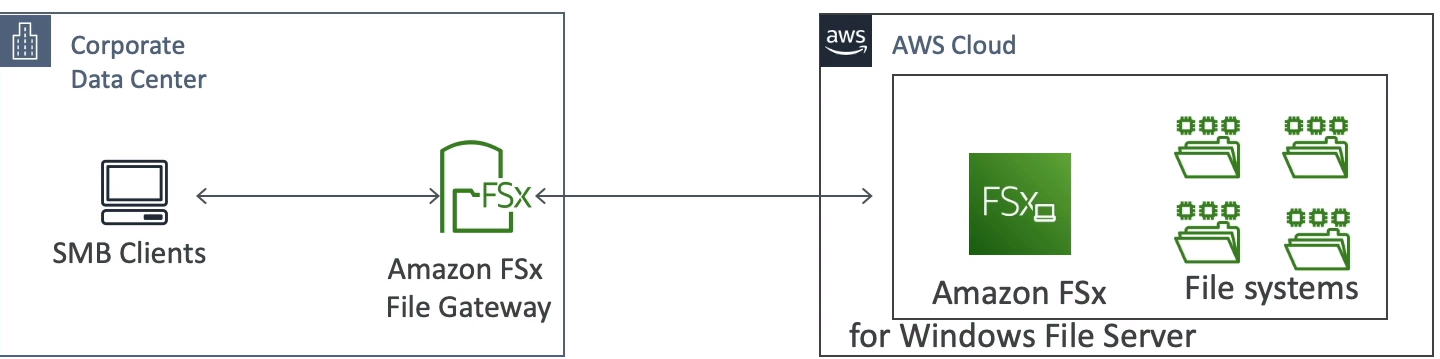 Corporate
Data Center
aws
AWS Cloud
SMB Clients
FSx
Amazon FSx
File Gateway
FSx
Amazon FSx
for Windows File Server
File systems